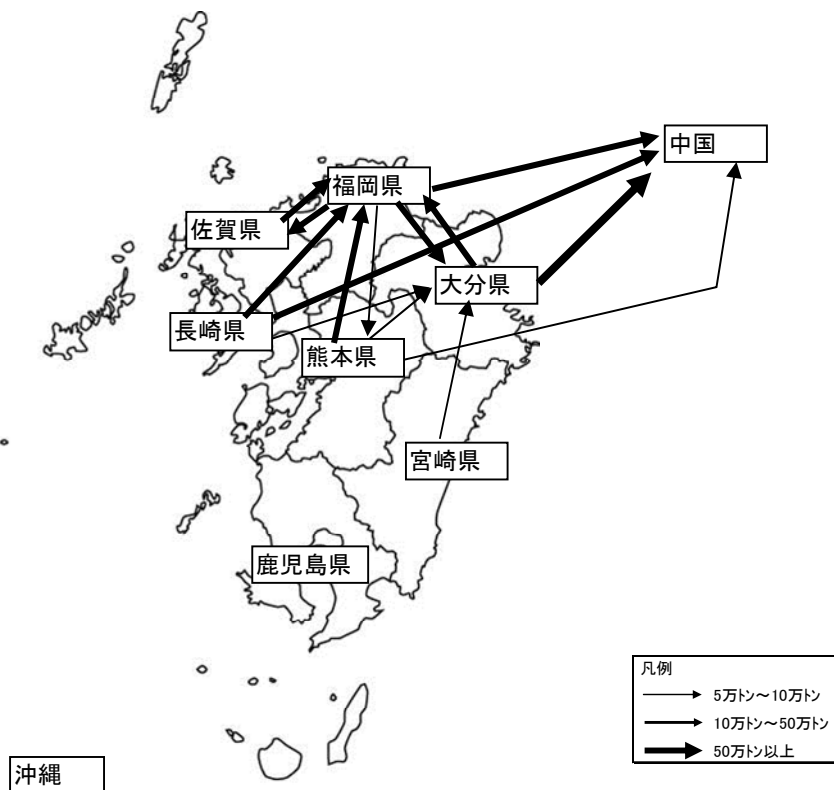 中国
福岡県
佐賀県
大分県
長崎県
熊本県
宮崎県
鹿児島県
凡例
5万トン～10万トン
10万トン～50万トン
50万トン以上
沖縄